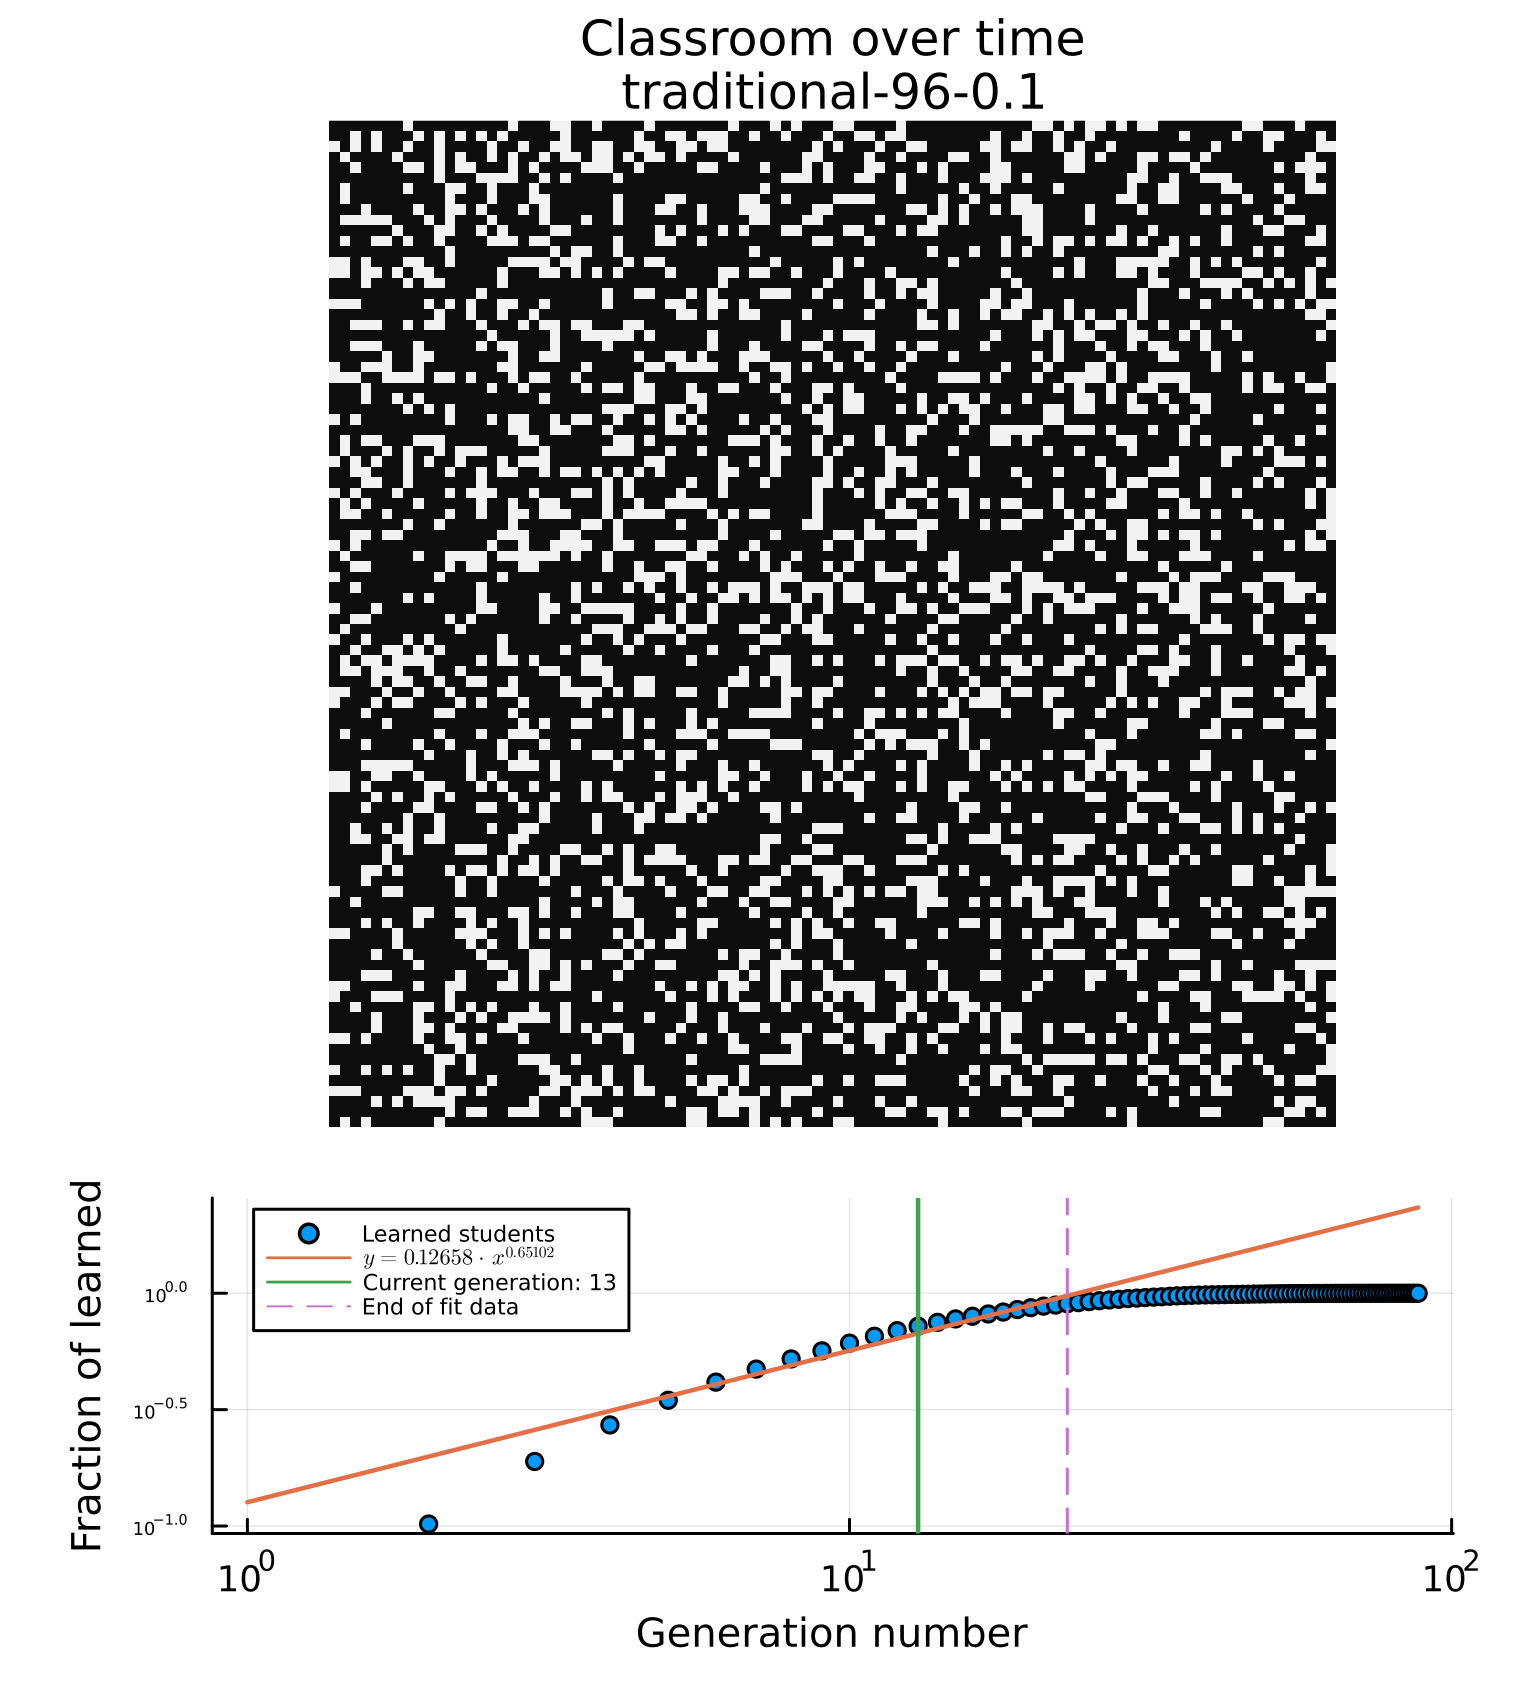 Classroom over time
traditional-96-0.1
Fraction of learned
Learned students
y = 0.12658 · x^0.65102
Current generation: 13
End of fit data
10^0.0
10^−0.5
10^−1.0
10^0
10^1
10^2
Generation number